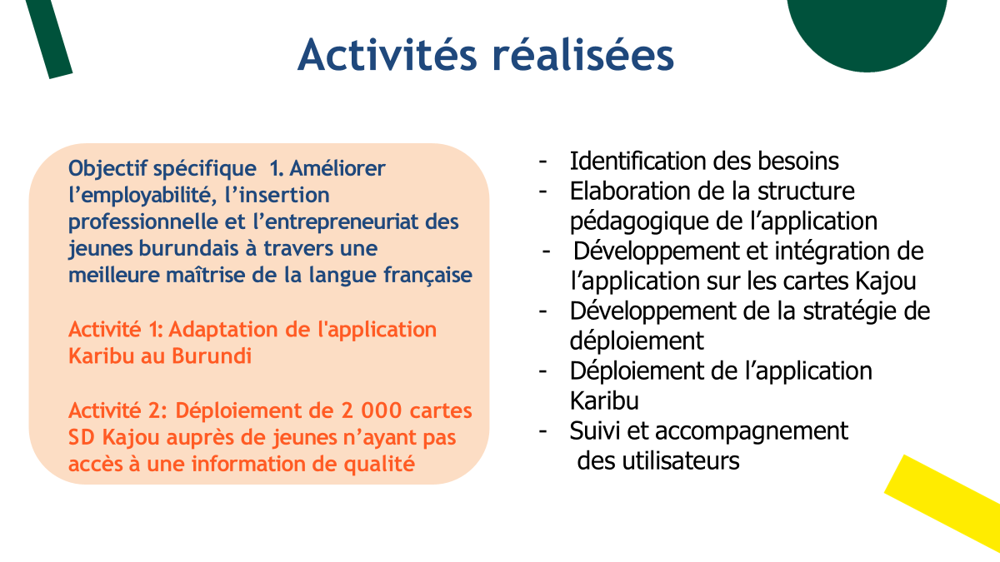 Activités réalisées
Objectif spécifique 1. Améliorer
l’employabilité, l’insertion
professionnelle et l’entrepreneuriat des
jeunes burundais à travers une
meilleure maîtrise de la langue française
Activité 1: Adaptation de l'application
Karibu au Burundi
Activité 2: Déploiement de 2 000 cartes
SD Kajou auprès de jeunes n’ayant pas
accès à une information de qualité
- Identification des besoins
- Elaboration de la structure
pédagogique de l’application
- Développement et intégration de
l’application sur les cartes Kajou
- Développement de la stratégie de
déploiement
- Déploiement de l’application
Karibu
- Suivi et accompagnement
des utilisateurs